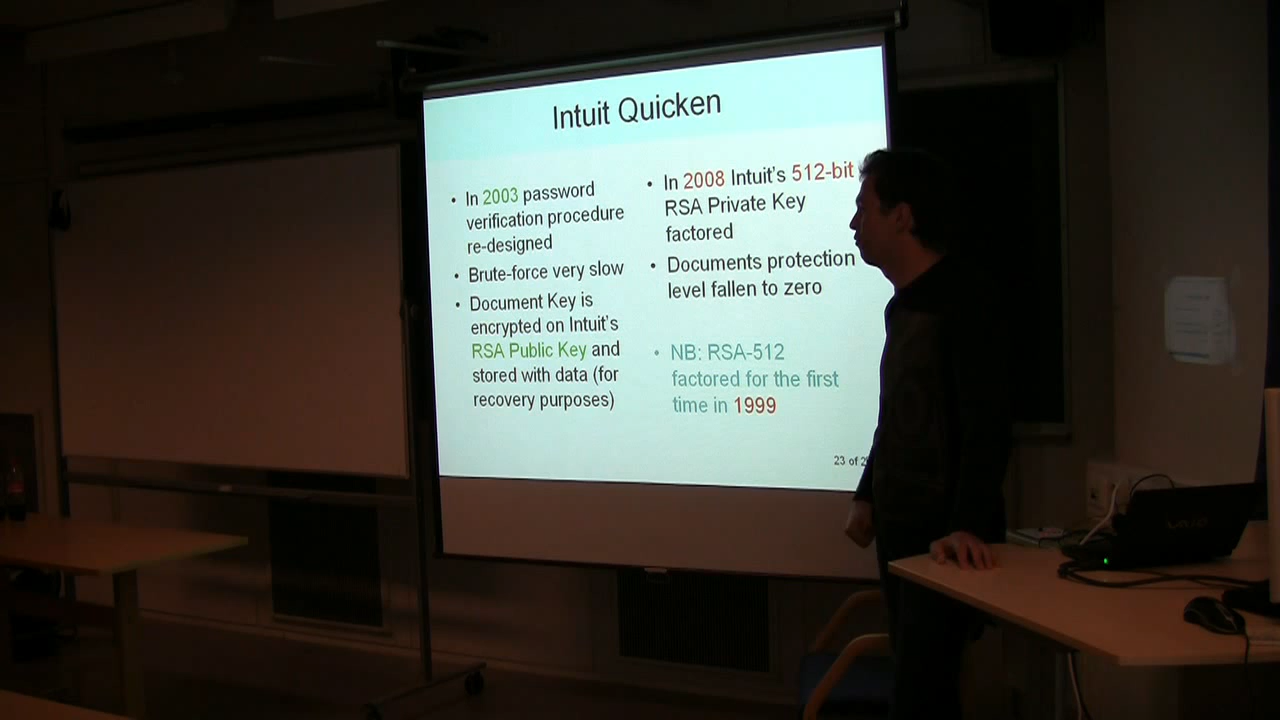 Intuit Quicken
• In 2003 password
verification procedure
re-designed
• Brute-force very slow
• Document Key is
encrypted on Intuit's
RSA Public Key and
stored with data (for
recovery purposes)
• In 2008 Intuit's 512-bit
RSA Private Key
factored
• Documents protection
level fallen to zero
• NB: RSA-512
factored for the first
time in 1999
23 of
VAIO